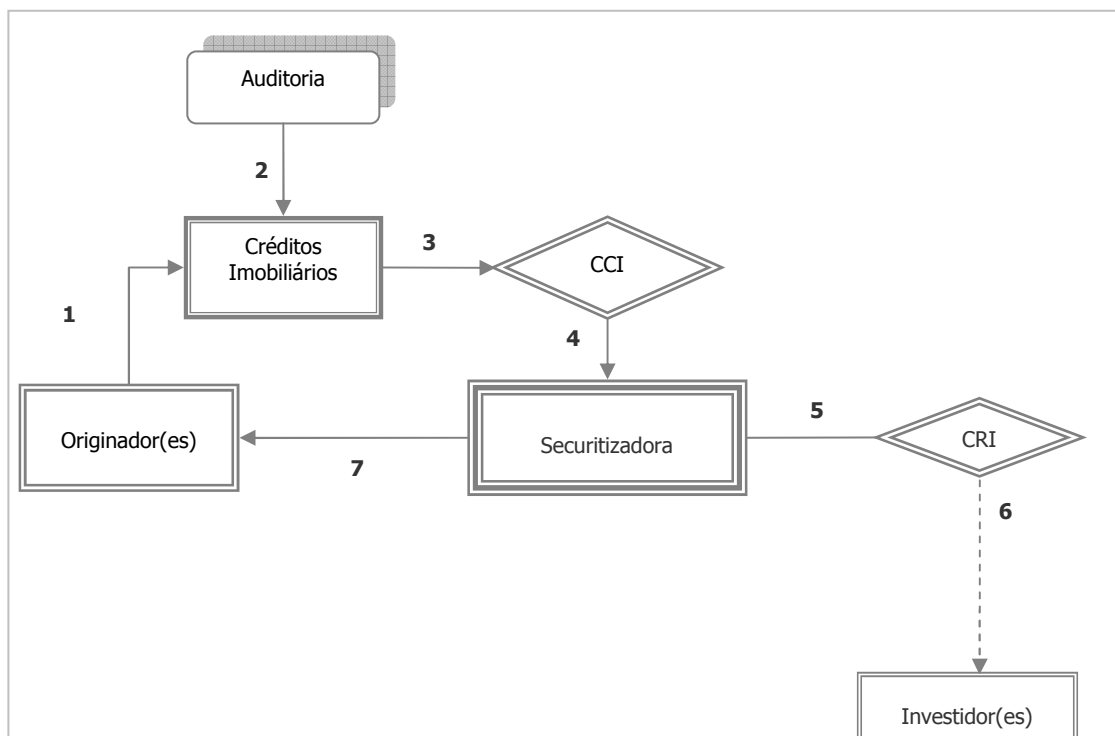 Auditoria
2
Créditos
Imobiliários
3
CCI
1
4
Originador(es)
7
Securitizadora
5
CRI
6
Investidor(es)